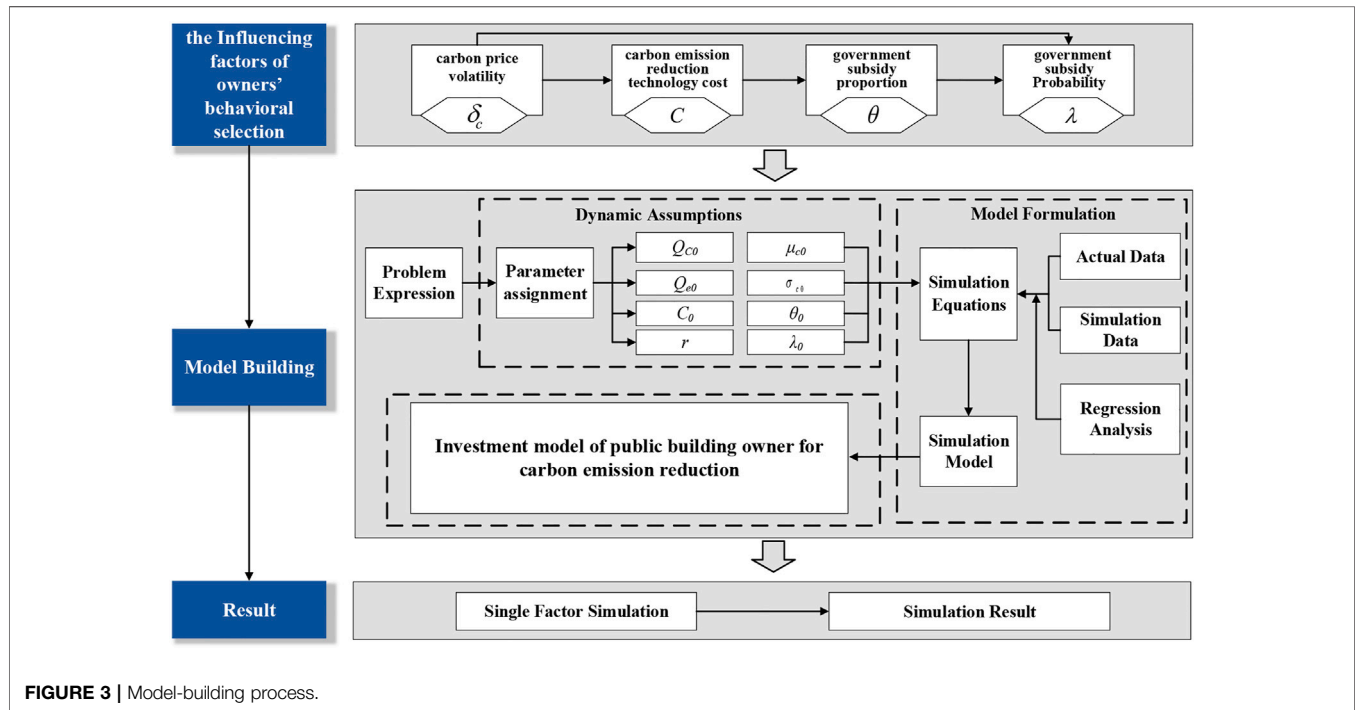 the Influencing
factors of
owners'
behavioral
selection
carbon price
volatility
δc
carbon emission
reduction
technology cost
C
government
subsidy
proportion
θ
government
subsidy
Probability
λ
Dynamic Assumptions
Model Formulation
Problem
Expression
Parameter
assignment
QC0
Qe0
C0
r
μc0
σc0
θ0
λ0
Simulation
Equations
Actual Data
Simulation
Data
Regression
Analysis
Simulation
Model
Model Building
Investment model of public building owner for
carbon emission reduction
Result
Single Factor Simulation
Simulation Result
FIGURE 3 | Model-building process.